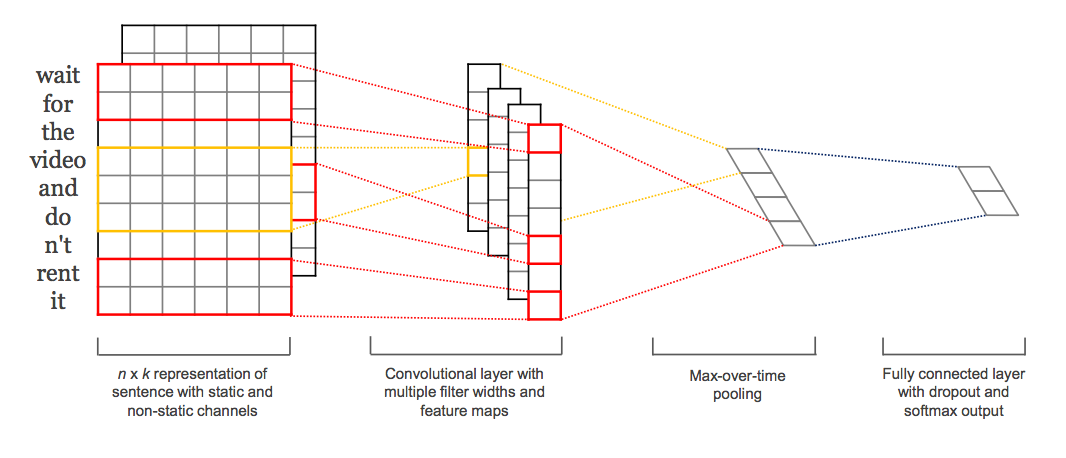 wait
for
the
video
and
do
n't
rent
it
n x k representation of
sentence with static and
non-static channels
Convolutional layer with
multiple filter widths and
feature maps
Max-over-time
pooling
Fully connected layer
with dropout and
softmax output